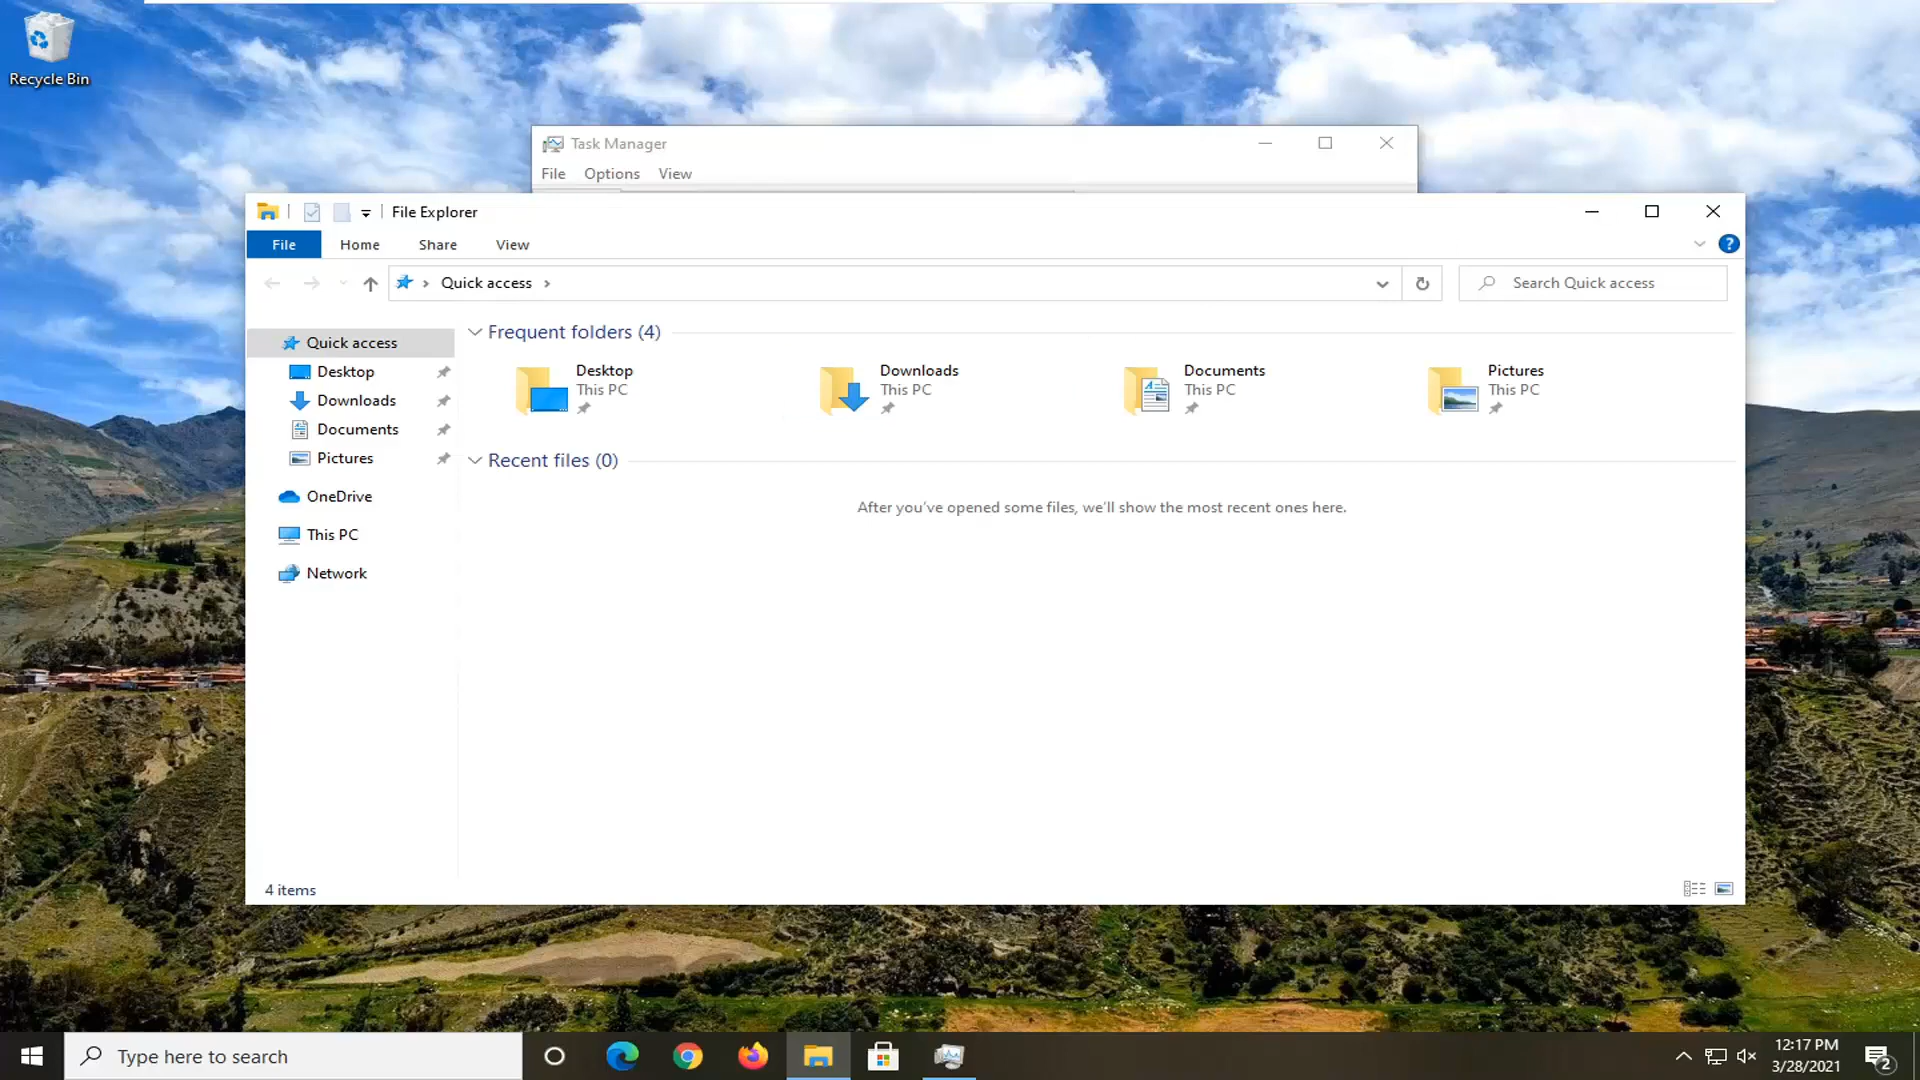 Recycle Bin
Task Manager
File Options View
File Explorer
File Home Share View
?
Quick access
Search Quick access
Quick access
Desktop
Downloads
Documents
Pictures
OneDrive
This PC
Network
Frequent folders (4)
Desktop
This PC
Downloads
This PC
Documents
This PC
Pictures
This PC
Recent files (0)
After you've opened some files, we'll show the most recent ones here.
4 items
Type here to search
12:17 PM
3/28/2021
2